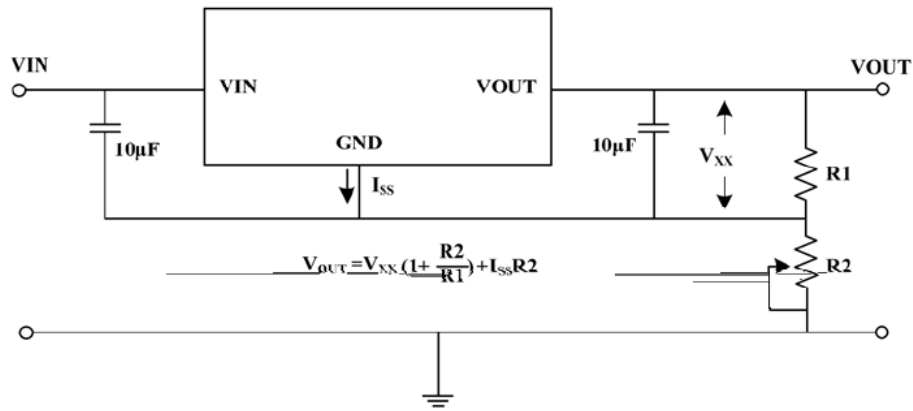 VIN
VOUT
VIN
VOUT
GND
10µF
10µF
VXX
R1
ISS
VOUT=VXX(1+R2/R1)+ISSR2
R2